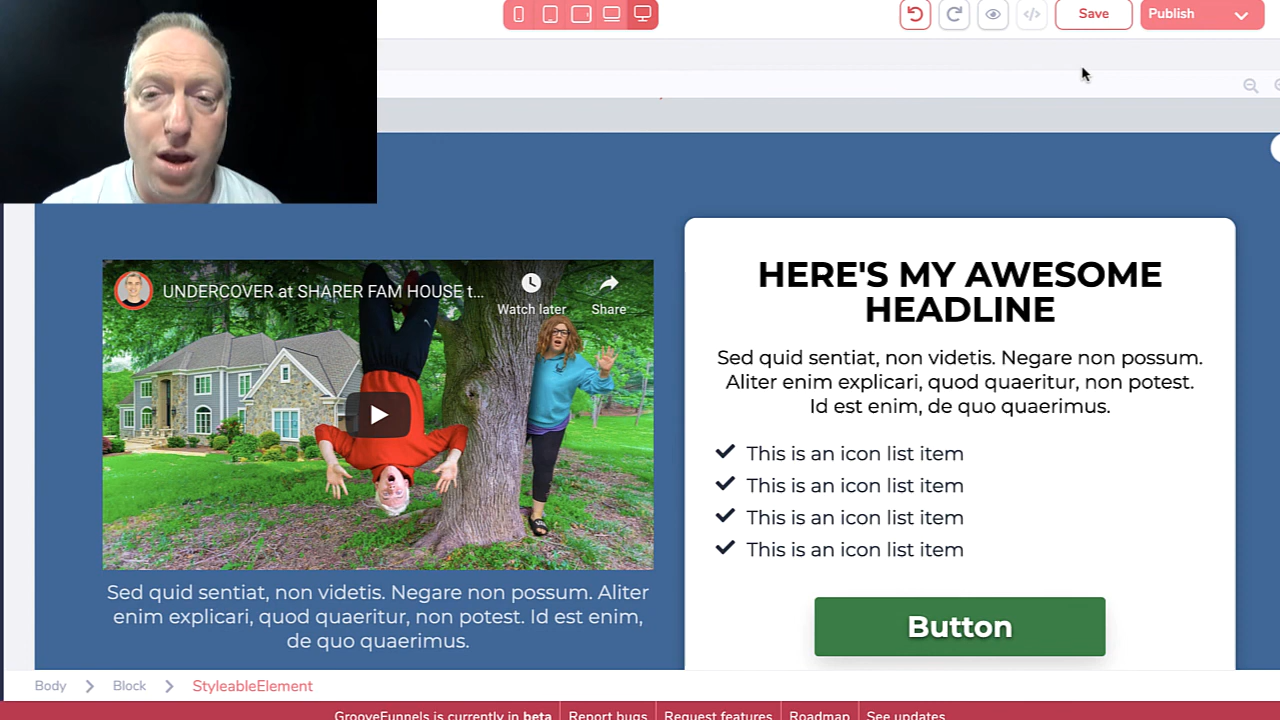 </> Save Publish
UNDERCOVER at SHARER FAM HOUSE t...
Watch later Share
Sed quid sentiat, non videtis. Negare non possum. Aliter
enim explicari, quod quaeritur, non potest. Id est enim,
de quo quaerimus.
HERE'S MY AWESOME
HEADLINE
Sed quid sentiat, non videtis. Negare non possum.
Aliter enim explicari, quod quaeritur, non potest.
Id est enim, de quo quaerimus.
This is an icon list item
This is an icon list item
This is an icon list item
This is an icon list item
Button
Body Block StyleableElement
GrooveFunnels is currently in beta Report bugs Request features Roadmap See updates